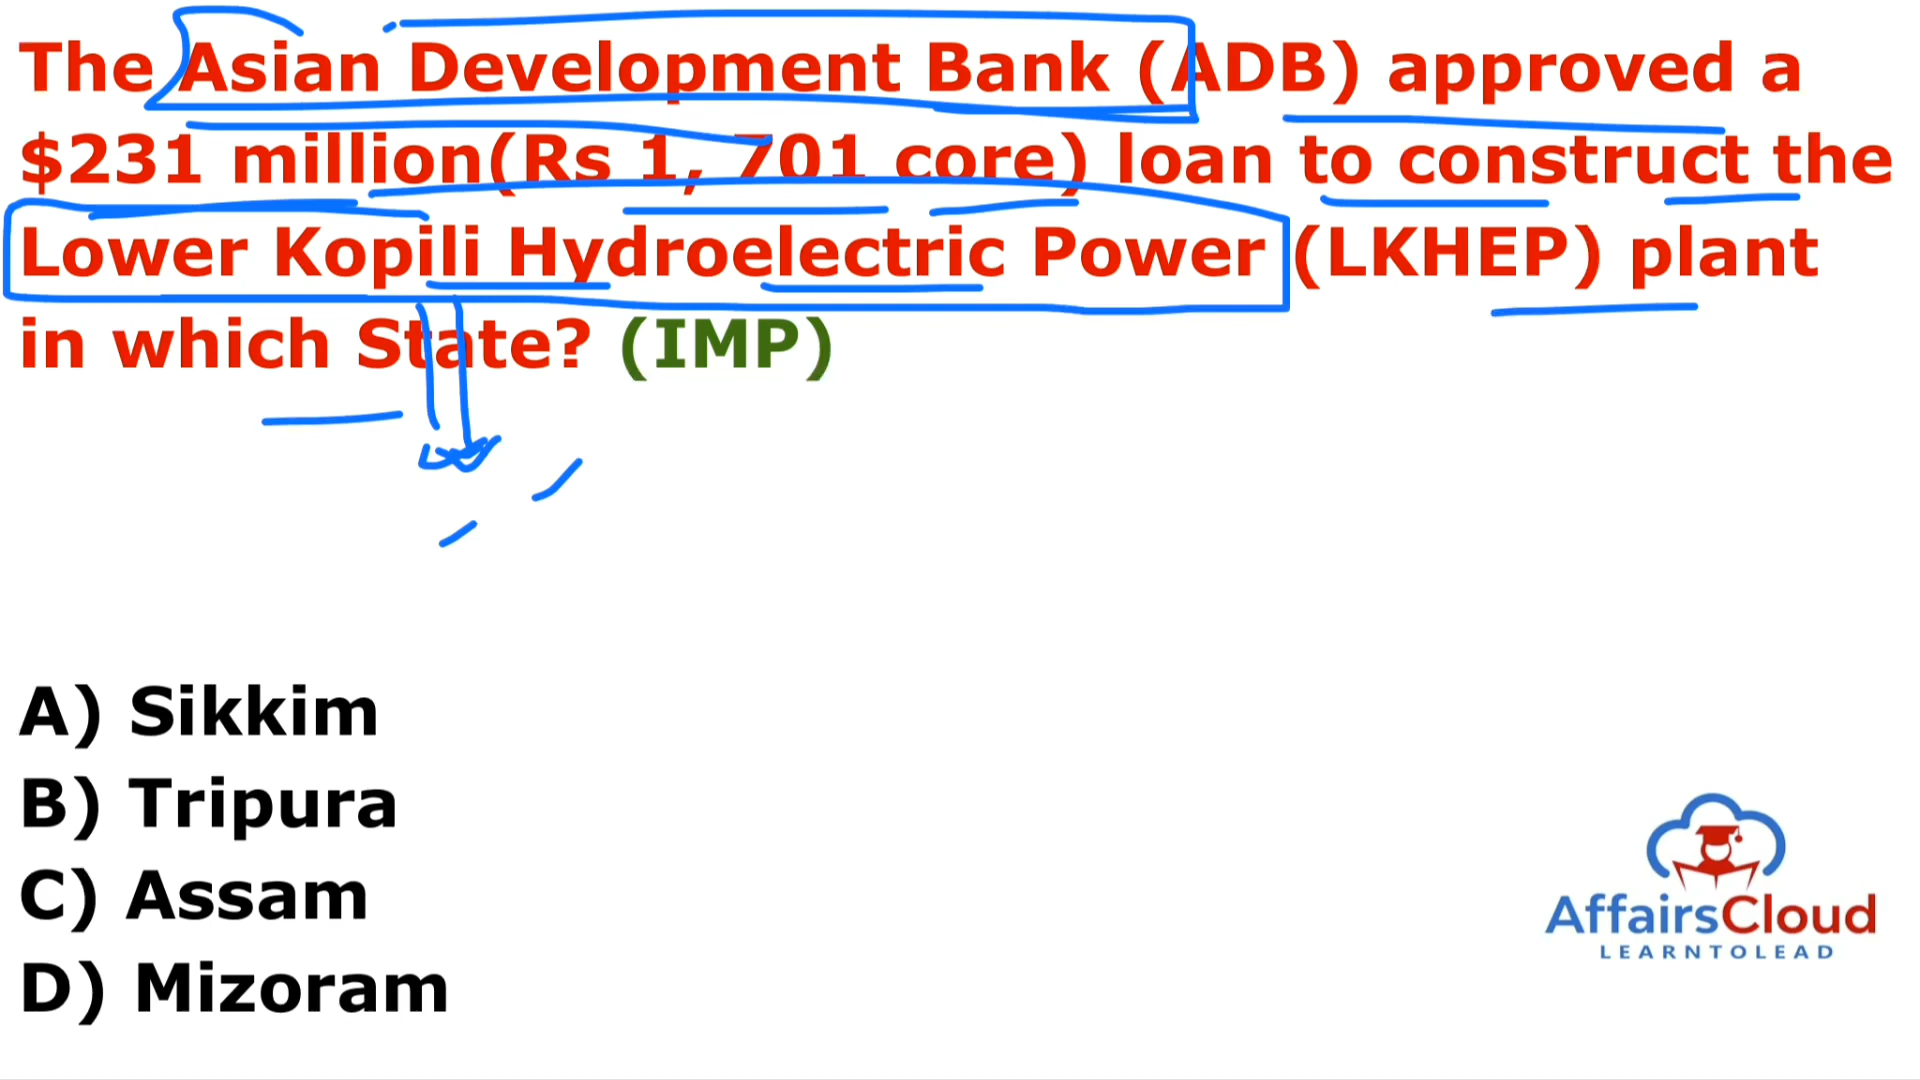 The Asian Development Bank (ADB) approved a
$231 million(Rs 1, 701 core) loan to construct the
Lower Kopili Hydroelectric Power (LKHEP) plant
in which State? (IMP)
A) Sikkim
B) Tripura
C) Assam
D) Mizoram
AffairsCloud
LEARNTOLEAD